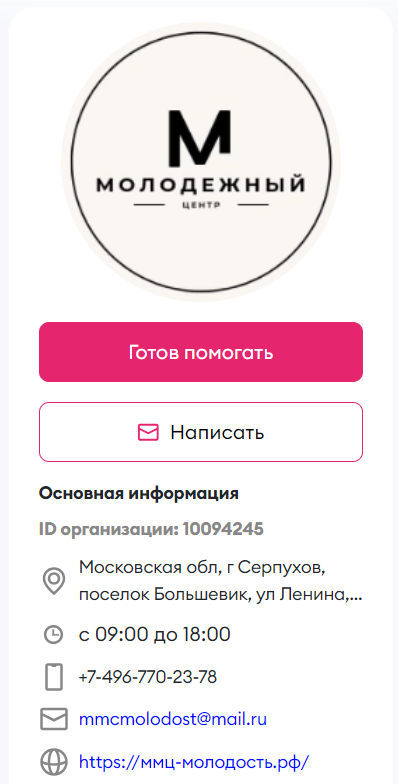 М
МОЛОДЕЖНЫЙ
ЦЕНТР
Готов помогать
Написать
Основная информация
ID организации: 10094245
Московская обл, г Серпухов,
поселок Большевик, ул Ленина,...
с 09:00 до 18:00
+7-496-770-23-78
mmcmolodost@mail.ru
https://ммц-молодость.рф/